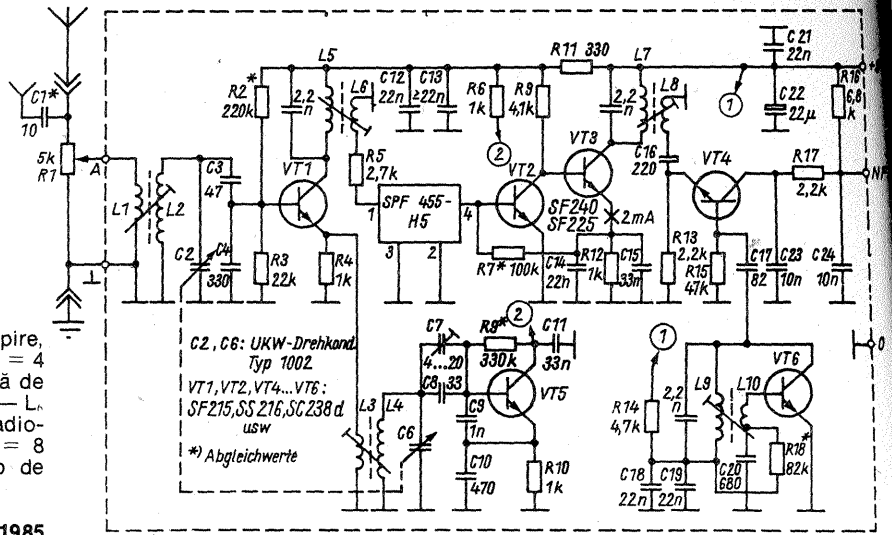 C1*
10
5k
R1
A
L1
L2
C2
C3
47
C4
330
R2*
220k
R3
22k
VT1
R4
1k
2,2
n
L5
L6
R5
2,7k
C12
22n
C13
≥22n
1
SPF 455-
H5
4
3
2
R6
1k
2
R9
4,1k
R11 330
VT2
VT3
SF240
SF225
2mA
R7* 100k
C14
22n
R12
1k
C15
33n
2,2
n
L7
L8
1
C16
220
R13
2,2k
VT4
R15
47k
C17
82
R17
2,2k
C23
10n
C24
10n
C21
22n
C22
22µ
R16
6,8
k
NF
0
C2, C6: UKW-Drehkond.
Typ 1002
VT1, VT2, VT4...VT6:
SF215, SS216, SC238d
usw
*) Abgleichwerte
L3
L4
C6
C7
4...20
C8
33
R8*
330k
2
C11
33n
VT5
C9
1n
C10
470
R10
1k
1
R14
4,7k
2,2
n
L9
L10
VT6
R18*
82k
C18
22n
C19
22n
C20
680
pire,
= 4
ă de
adio-
= 8
de
1985